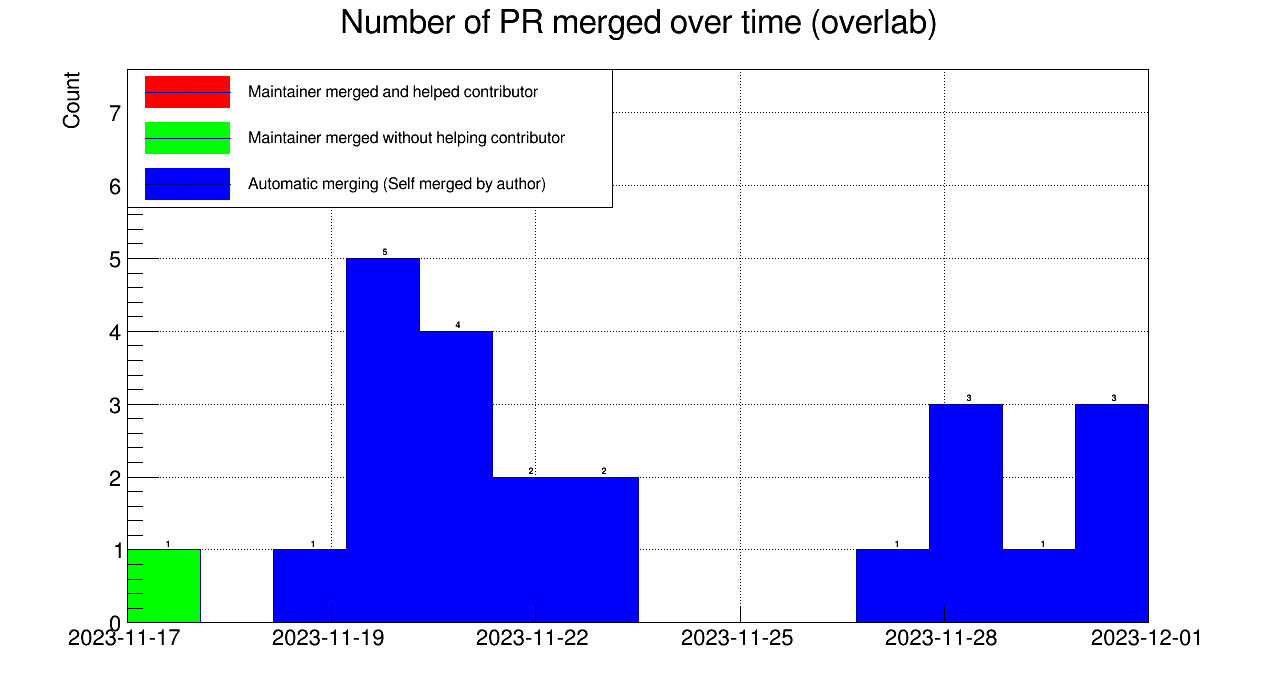 Number of PR merged over time (overlab)
Count
Maintainer merged and helped contributor
Maintainer merged without helping contributor
Automatic merging (Self merged by author)
7
6
5
4
3
2
1
0
5
4
2 2
3 3
1 1 1 1
2023-11-17 2023-11-19 2023-11-22 2023-11-25 2023-11-28 2023-12-01